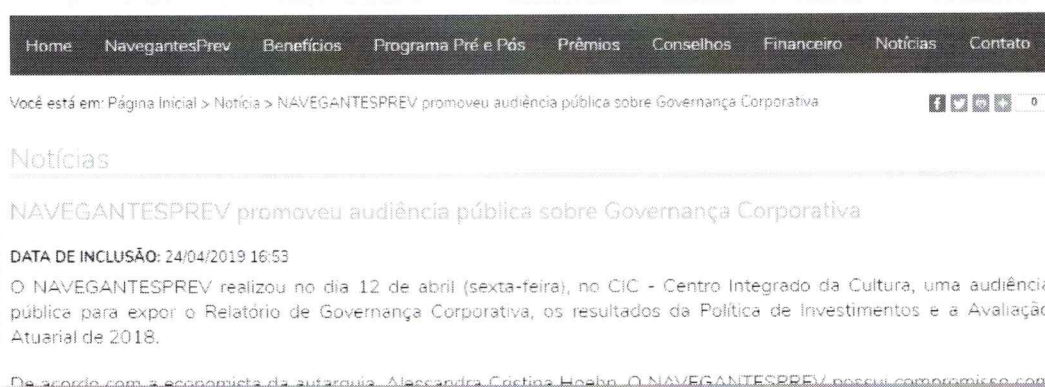 Home NavegantesPrev Benefícios Programa Pré e Pós Prêmios Conselhos Financeiro Notícias Contato
Você está em: Página Inicial > Notícia > NAVEGANTESPREV promoveu audiência pública sobre Governança Corporativa 0
Notícias
NAVEGANTESPREV promoveu audiência pública sobre Governança Corporativa
DATA DE INCLUSÃO: 24/04/2019 16:53
O NAVEGANTESPREV realizou no dia 12 de abril (sexta-feira), no CIC - Centro Integrado da Cultura, uma audiência
pública para expor o Relatório de Governança Corporativa, os resultados da Política de Investimentos e a Avaliação
Atuarial de 2018.
De acordo com a economista da autarquia, Alessandra Cristina Hoehn, O NAVEGANTESPREV possui compromisso com